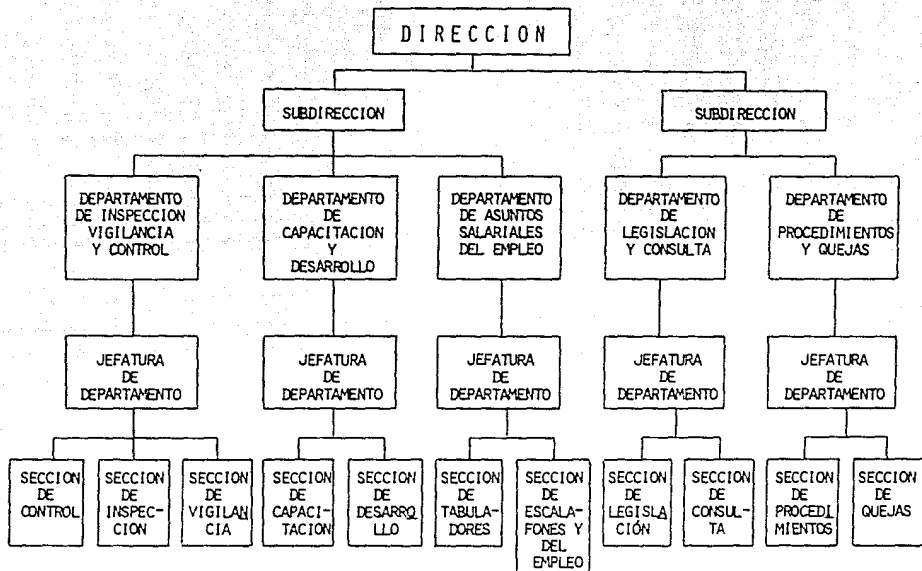 DIRECCION
SUBDIRECCION
SUBDIRECCION
DEPARTAMENTO
DE INSPECCION
VIGILANCIA
Y CONTROL
DEPARTAMENTO
DE
CAPACITACION
Y
DESARROLLO
DEPARTAMENTO
DE ASUNTOS
SALARIALES
DEL EMPLEO
DEPARTAMENTO
DE
LEGISLACION
Y CONSULTA
DEPARTAMENTO
DE
PROCEDIMIENTOS
Y QUEJAS
JEFATURA
DE
DEPARTAMENTO
JEFATURA
DE
DEPARTAMENTO
JEFATURA
DE
DEPARTAMENTO
JEFATURA
DE
DEPARTAMENTO
JEFATURA
DE
DEPARTAMENTO
SECCION
DE
CONTROL
SECCION
DE
INSPEC-
CION
SECCION
DE
VIGILAN
CIA
SECCION
DE
CAPACI-
TACION
SECCION
DE
DESARRO
LLO
SECCION
DE
TABULA-
DORES
SECCION
DE
ESCALA-
FONES Y
DEL
EMPLEO
SECCION
DE
LEGISLA
CIÓN
SECCION
DE
CONSUL-
TA
SECCION
DE
PROCEDI
MIENTOS
SECCION
DE
QUEJAS